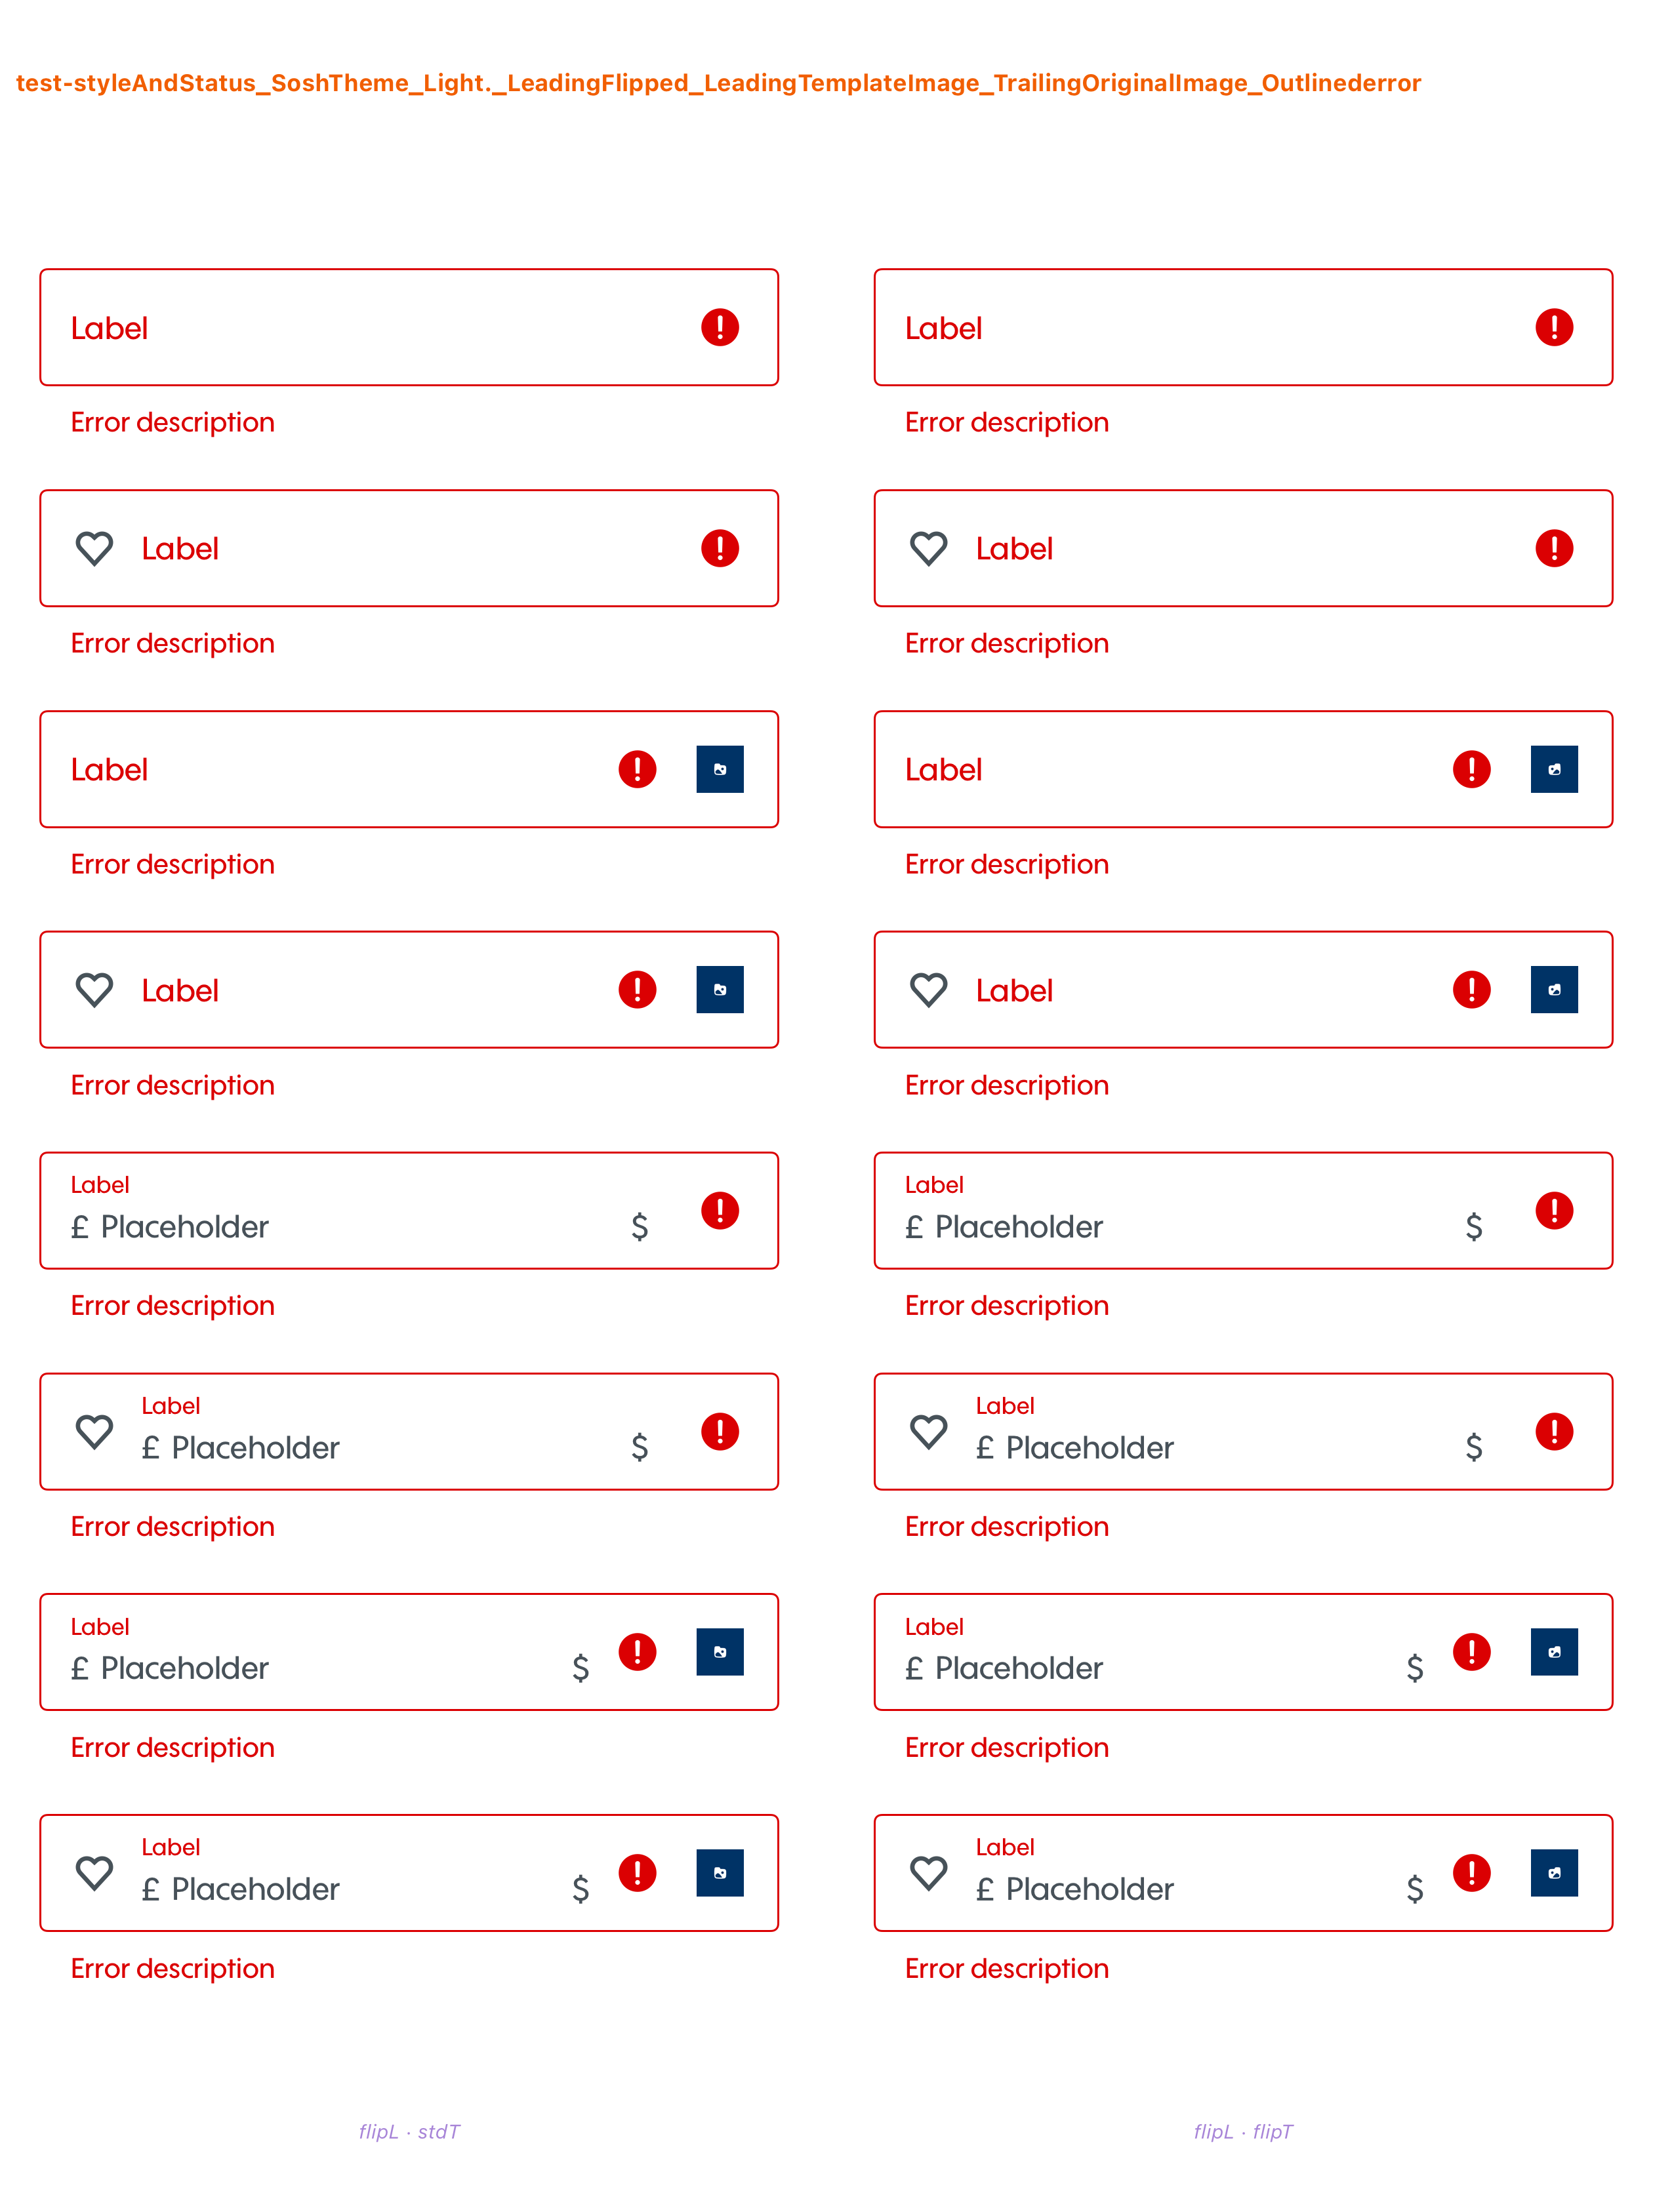 test-styleAndStatus_SoshTheme_Light._LeadingFlipped_LeadingTemplateImage_TrailingOriginalImage_Outlinederror
Label
Error description
Label
Error description
Label
Error description
Label
Error description
Label
£ Placeholder $
Error description
Label
£ Placeholder $
Error description
Label
£ Placeholder $
Error description
Label
£ Placeholder $
Error description
flipL · stdT
Label
Error description
Label
Error description
Label
Error description
Label
Error description
Label
£ Placeholder $
Error description
Label
£ Placeholder $
Error description
Label
£ Placeholder $
Error description
Label
£ Placeholder $
Error description
flipL · flipT